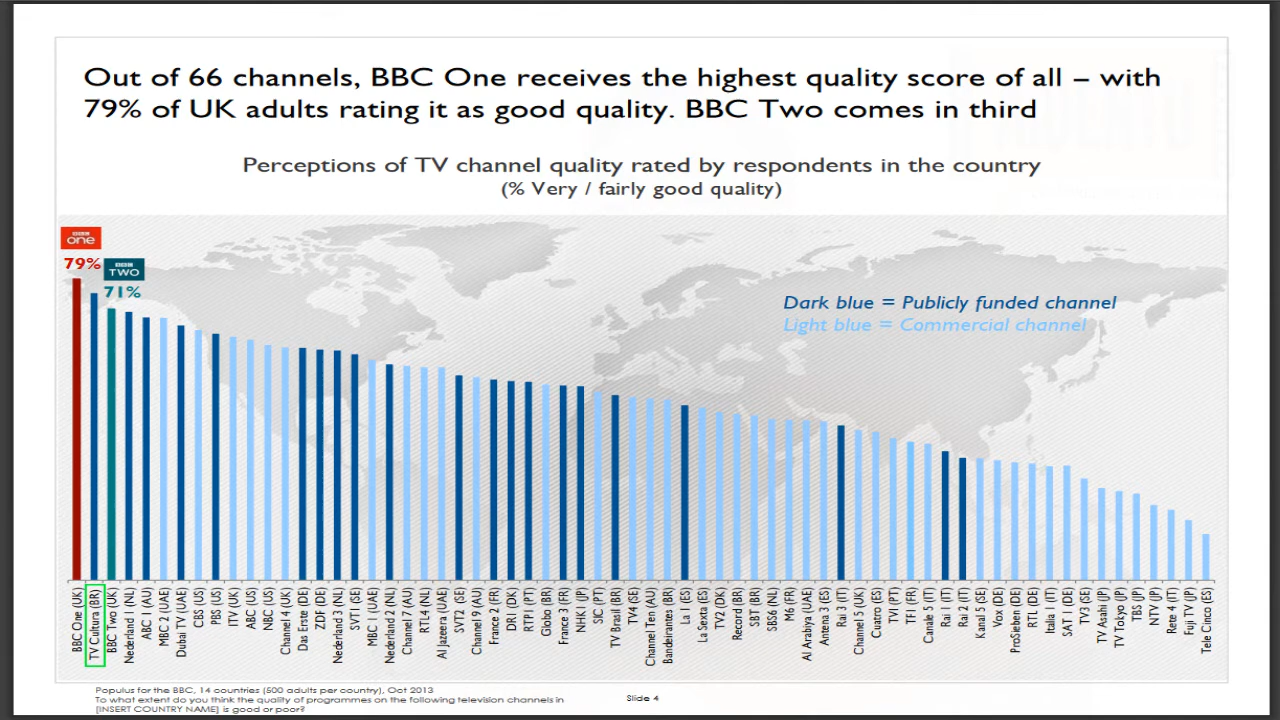 Out of 66 channels, BBC One receives the highest quality score of all – with
79% of UK adults rating it as good quality. BBC Two comes in third
Perceptions of TV channel quality rated by respondents in the country
(% Very / fairly good quality)
BBC
one
79%
BBC
TWO
71%
Dark blue = Publicly funded channel
Light blue = Commercial channel
BBC One (UK)
TV Cultura (BR)
BBC Two (UK)
Nederland 1 (NL)
ABC 1 (AU)
MBC 2 (UAE)
Dubai TV (UAE)
CBS (US)
PBS (US)
ITV (UK)
ABC (US)
NBC (US)
Channel 4 (UK)
Das Erste (DE)
ZDF (DE)
Nederland 3 (NL)
SVT1 (SE)
MBC 1 (UAE)
Nederland 2 (NL)
Channel 7 (AU)
RTL4 (NL)
Al Jazeera (UAE)
SVT2 (SE)
Channel 9 (AU)
France 2 (FR)
DR1 (DK)
RTP1 (PT)
Globo (BR)
France 3 (FR)
NHK1 (JP)
SIC (PT)
TV Brasil (BR)
TV4 (SE)
Channel Ten (AU)
Bandeirantes (BR)
La 1 (ES)
La Sexta (ES)
TV2 (DK)
Record (BR)
SBT (BR)
SBS6 (NL)
M6 (FR)
Al Arabiya (UAE)
Antena 3 (ES)
Rai 3 (IT)
Channel 5 (UK)
Cuatro (ES)
TVI (PT)
TF1 (FR)
Canale 5 (IT)
Rai 1 (IT)
Rai 2 (IT)
Kanal 5 (SE)
Vox (DE)
ProSieben (DE)
RTL (DE)
Italia 1 (IT)
SAT 1 (DE)
TV3 (SE)
TV Asahi (JP)
TV Tokyo (JP)
TBS (JP)
NTV (JP)
Rete 4 (IT)
Fuji TV (JP)
Tele Cinco (ES)
Populus for the BBC, 14 countries (500 adults per country), Oct 2013
To what extent do you think the quality of programmes on the following television channels in
[INSERT COUNTRY NAME] is good or poor?
Slide 4